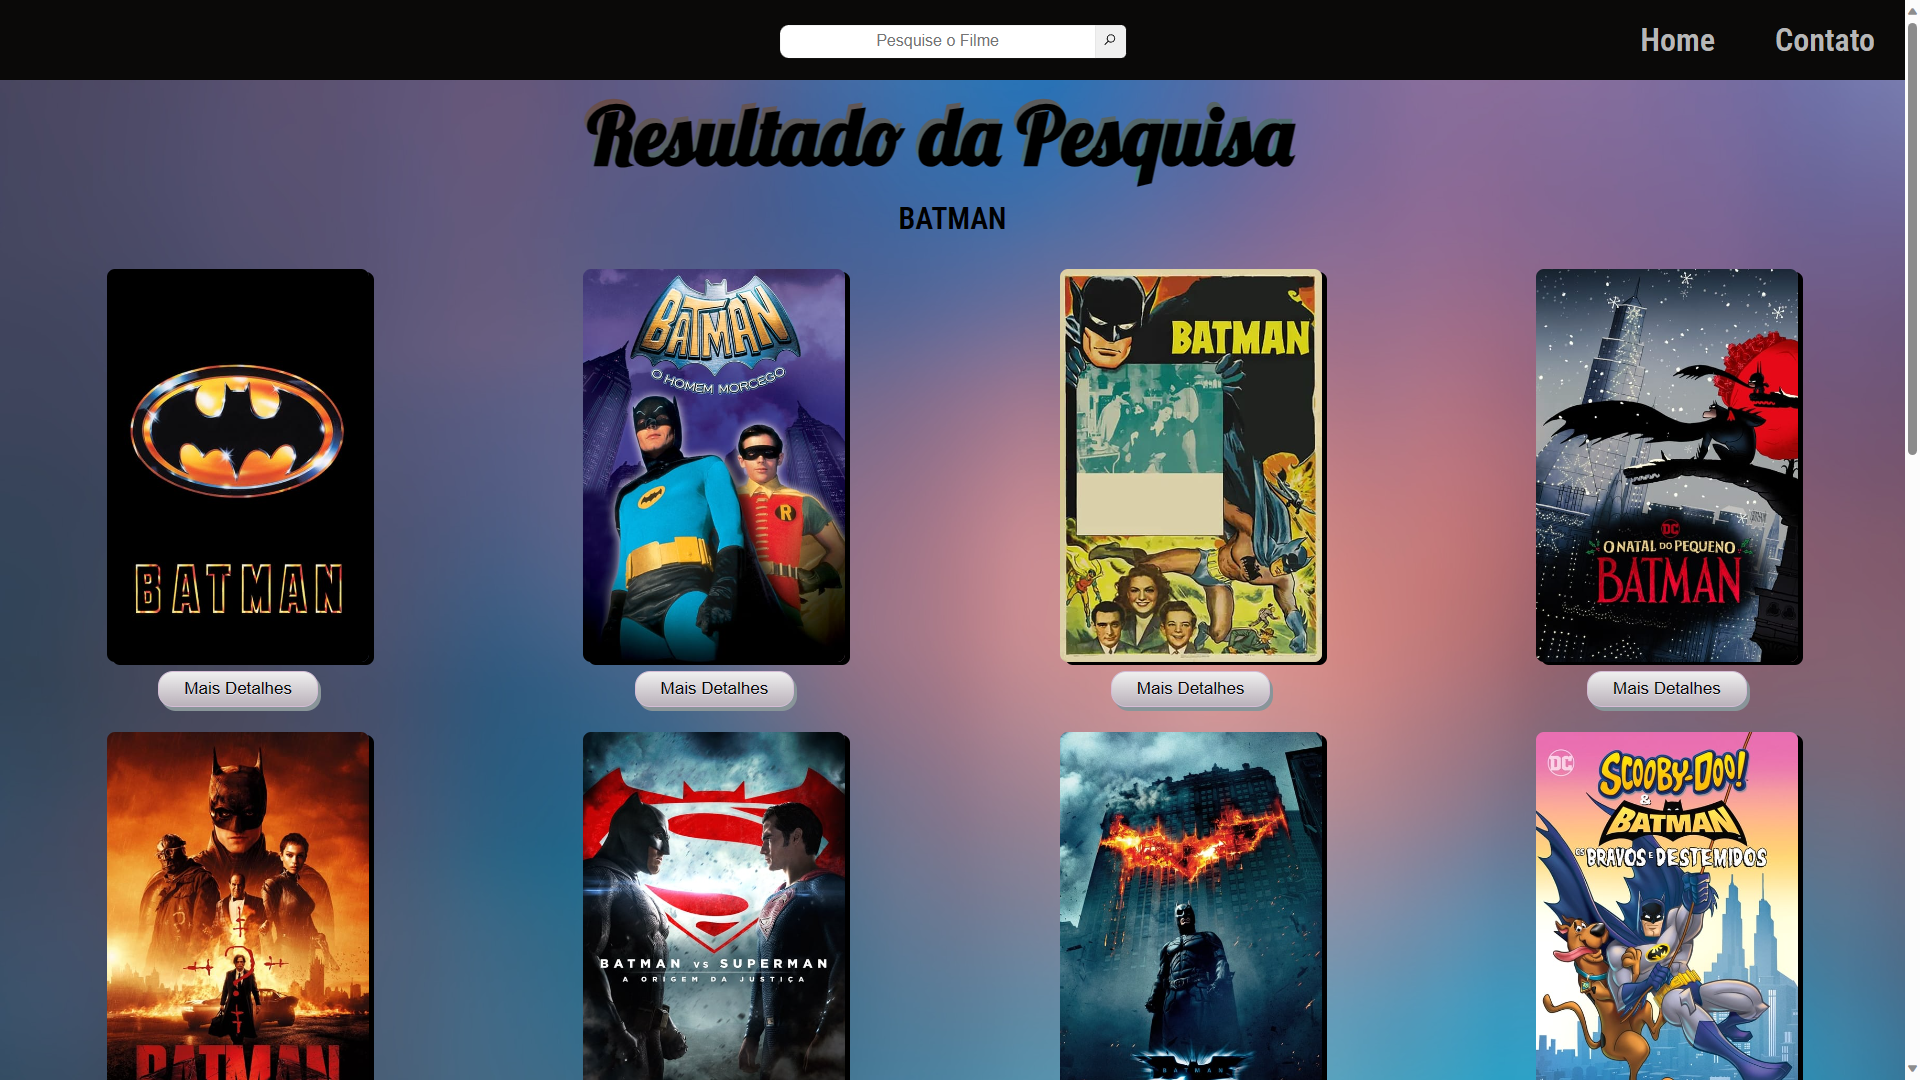 Pesquise o Filme
Home
Contato
Resultado da Pesquisa
BATMAN
BATMAN
BATMAN
O HOMEM MORCEGO
R
BATMAN
DC
O NATAL DO PEQUENO
BATMAN
Mais Detalhes
Mais Detalhes
Mais Detalhes
Mais Detalhes
BATMAN
BATMAN VS SUPERMAN
A ORIGEM DA JUSTIÇA
BATMAN
DC
SCOOBY-DOO!
&
BATMAN
OS BRAVOS E DESTEMIDOS